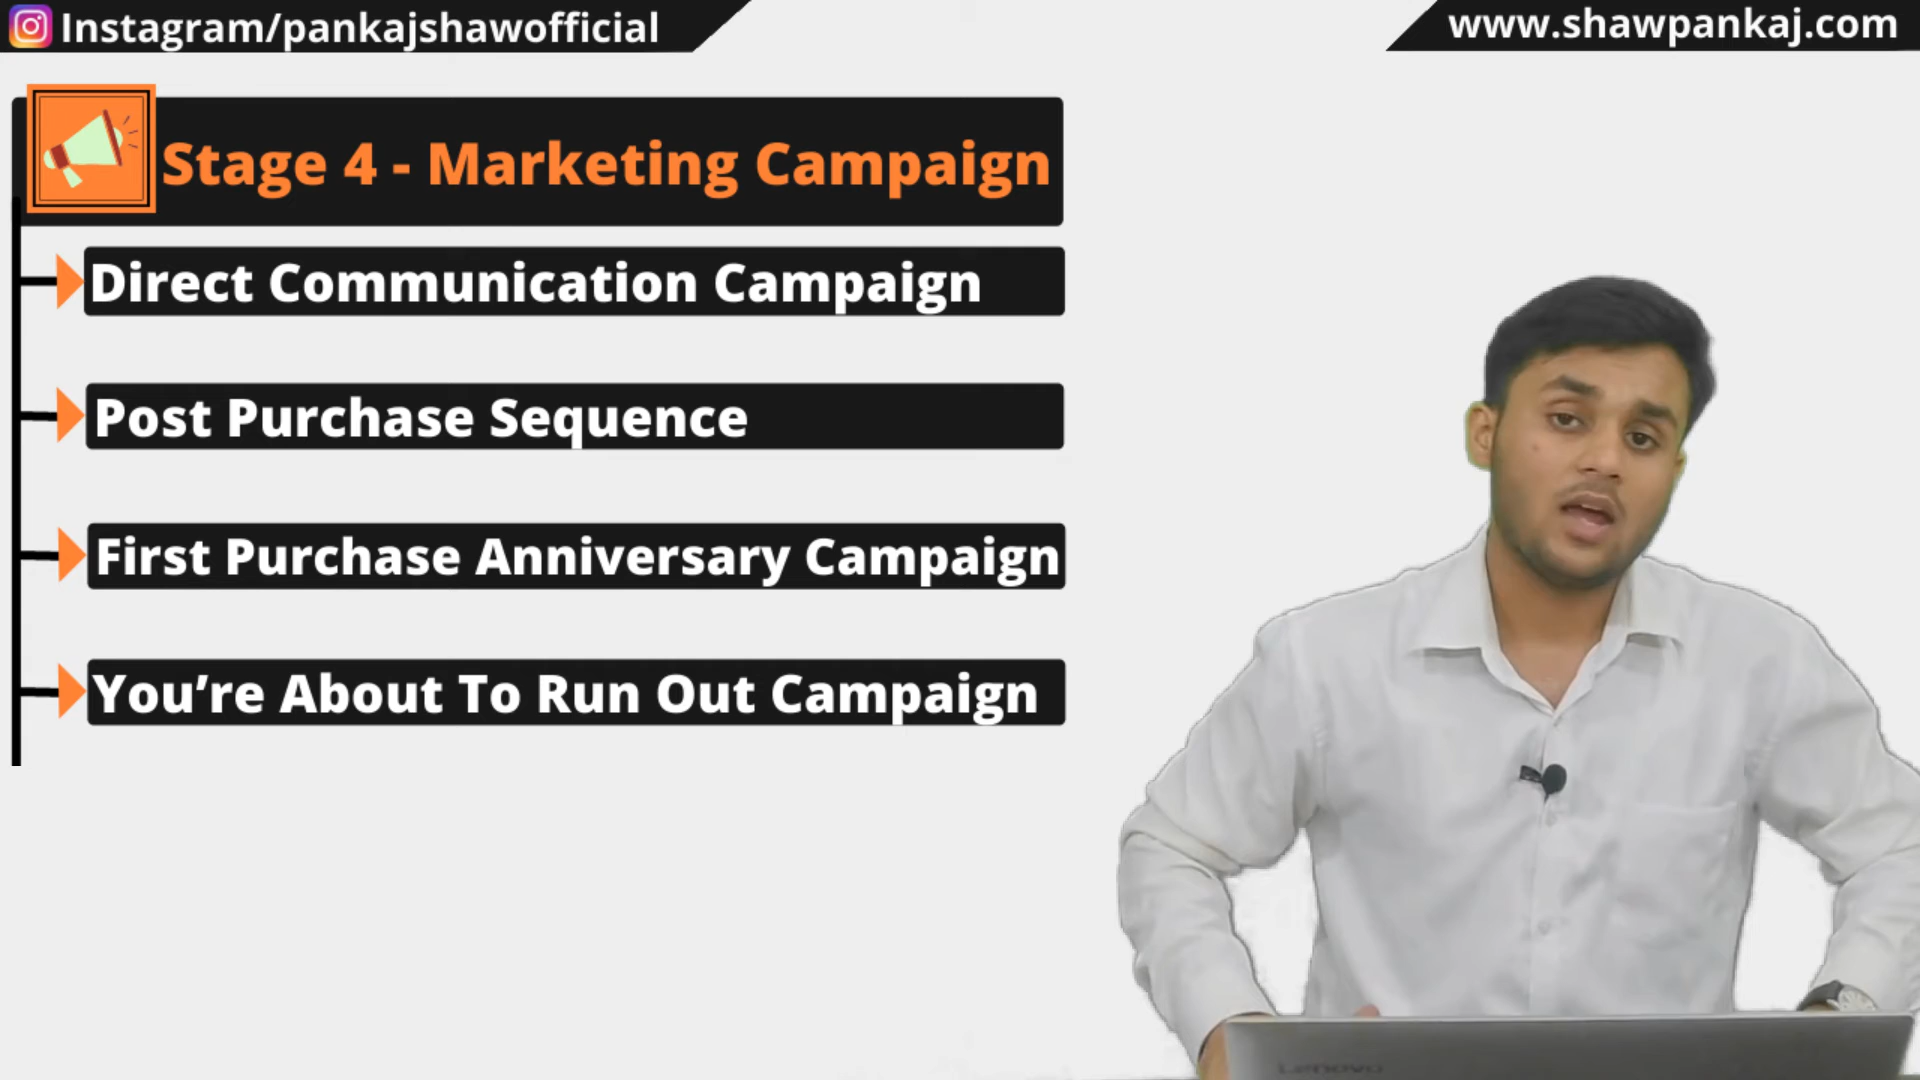 Instagram/pankajshawofficial
www.shawpankaj.com
Stage 4 - Marketing Campaign
Direct Communication Campaign
Post Purchase Sequence
First Purchase Anniversary Campaign
You’re About To Run Out Campaign
Lenovo